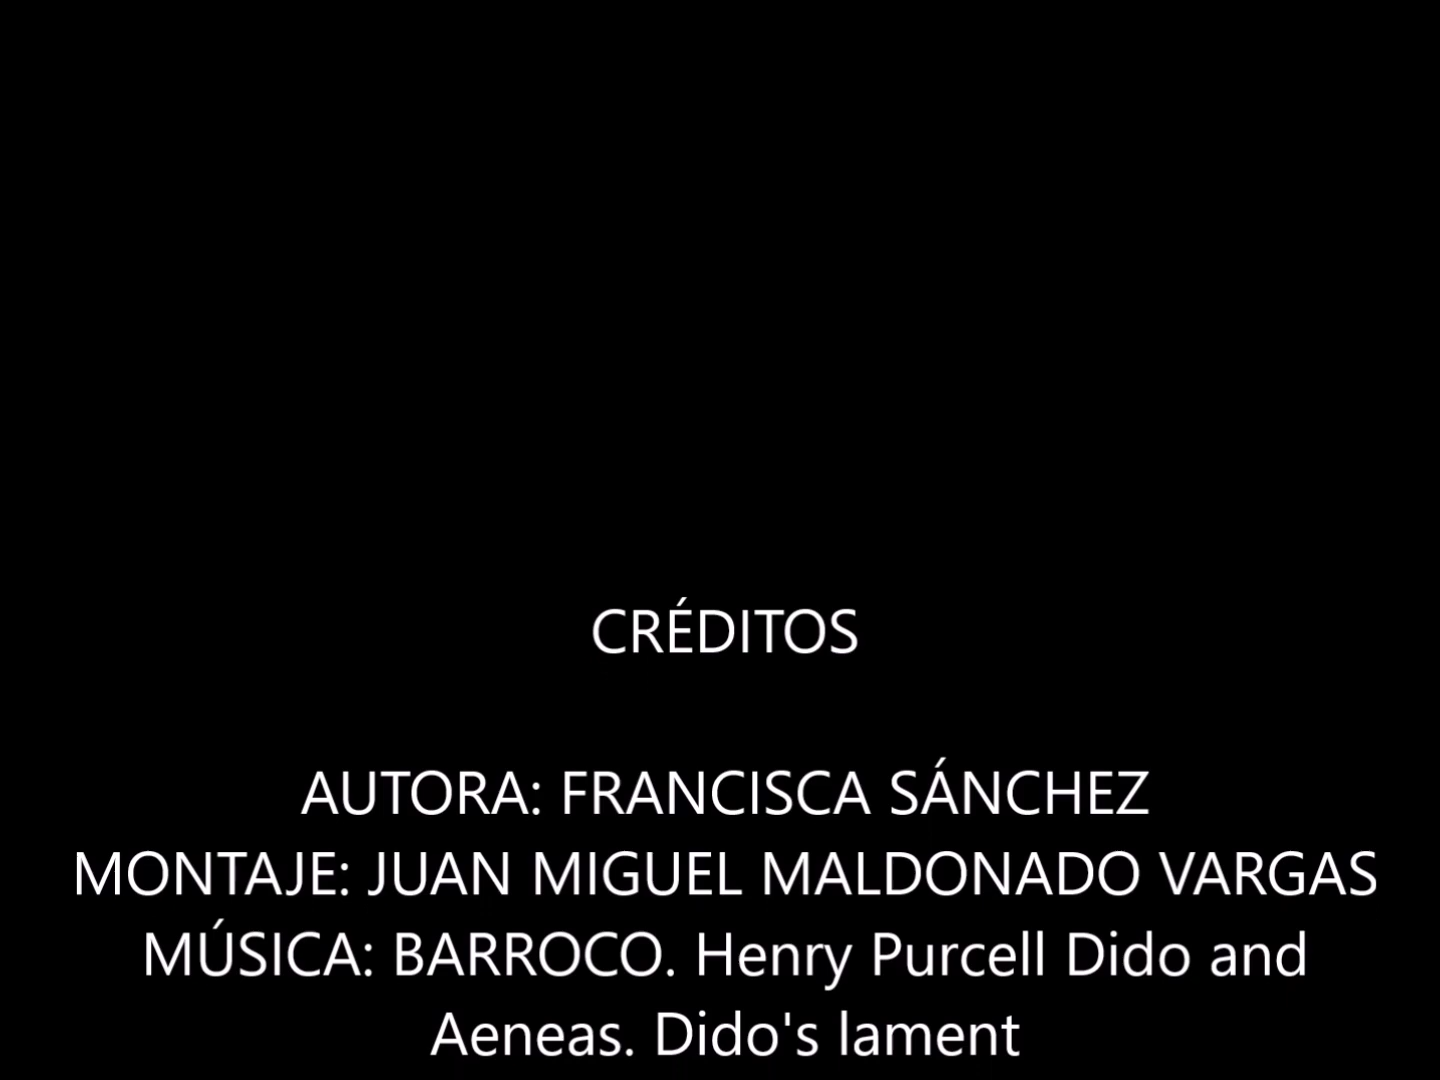 CRÉDITOS
AUTORA: FRANCISCA SÁNCHEZ
MONTAJE: JUAN MIGUEL MALDONADO VARGAS
MÚSICA: BARROCO. Henry Purcell Dido and
Aeneas. Dido's lament